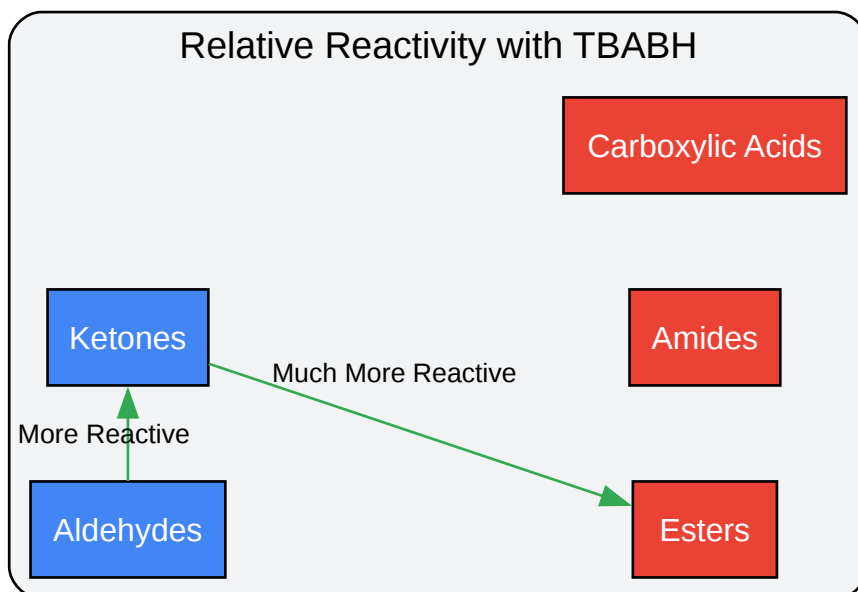 Relative Reactivity with TBABH
Carboxylic Acids
Ketones
Amides
Much More Reactive
More Reactive
Aldehydes
Esters